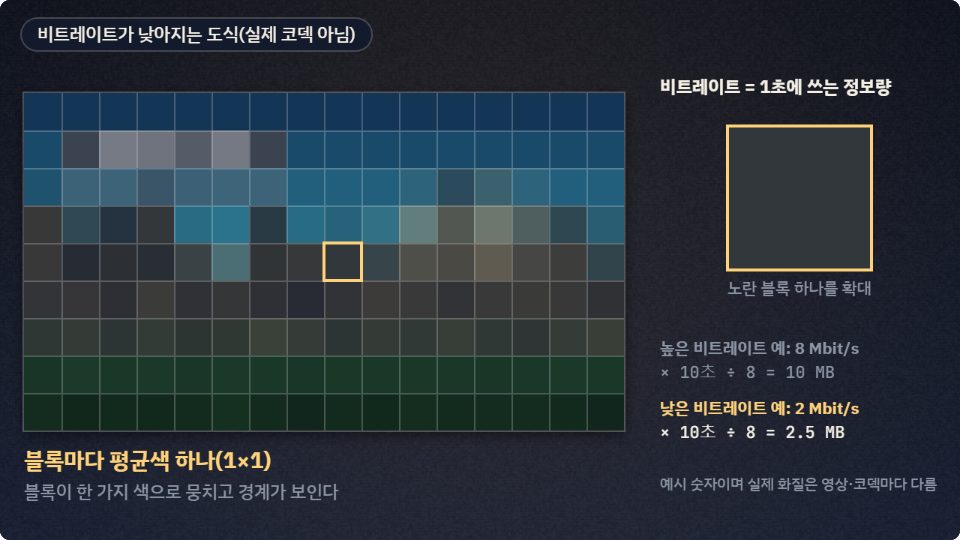 비트레이트가 낮아지는 도식(실제 코덱 아님)
비트레이트 = 1초에 쓰는 정보량
노란 블록 하나를 확대
높은 비트레이트 예: 8 Mbit/s
× 10초 ÷ 8 = 10 MB
낮은 비트레이트 예: 2 Mbit/s
× 10초 ÷ 8 = 2.5 MB
블록마다 평균색 하나(1×1)
블록이 한 가지 색으로 뭉치고 경계가 보인다
예시 숫자이며 실제 화질은 영상·코덱마다 다름